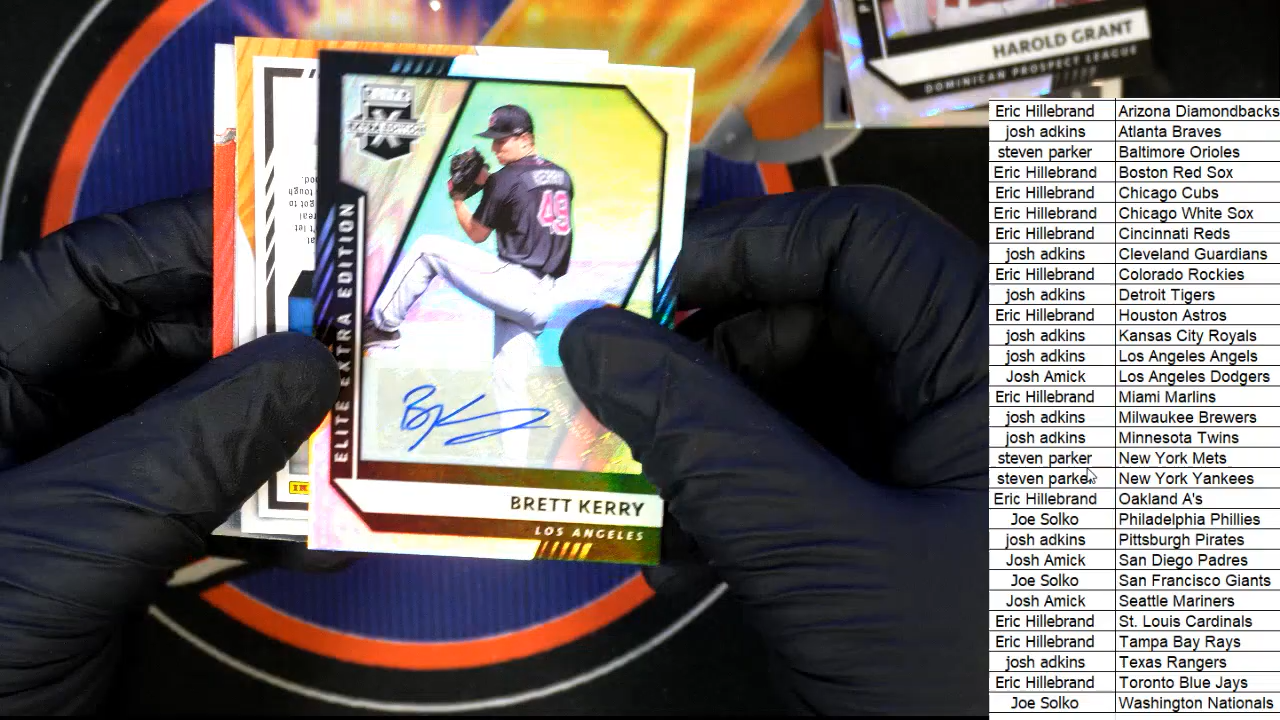 HAROLD GRANT
DOMINICAN PROSPECT LEAGUE
X
KERRY
49
ELITE EXTRA EDITION
BRETT KERRY
LOS ANGELES
Eric Hillebrand Arizona Diamondbacks
josh adkins Atlanta Braves
steven parker Baltimore Orioles
Eric Hillebrand Boston Red Sox
Eric Hillebrand Chicago Cubs
Eric Hillebrand Chicago White Sox
Eric Hillebrand Cincinnati Reds
josh adkins Cleveland Guardians
Eric Hillebrand Colorado Rockies
josh adkins Detroit Tigers
Eric Hillebrand Houston Astros
josh adkins Kansas City Royals
josh adkins Los Angeles Angels
Josh Amick Los Angeles Dodgers
Eric Hillebrand Miami Marlins
josh adkins Milwaukee Brewers
josh adkins Minnesota Twins
steven parker New York Mets
steven parker New York Yankees
Eric Hillebrand Oakland A's
Joe Solko Philadelphia Phillies
josh adkins Pittsburgh Pirates
Josh Amick San Diego Padres
Joe Solko San Francisco Giants
Josh Amick Seattle Mariners
Eric Hillebrand St. Louis Cardinals
Eric Hillebrand Tampa Bay Rays
josh adkins Texas Rangers
Eric Hillebrand Toronto Blue Jays
Joe Solko Washington Nationals